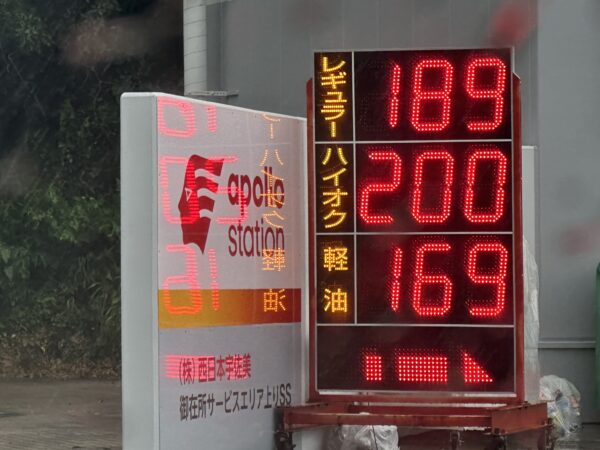 レギュラー 189
ハイオク 200
軽油 169
apollo
station
(株)西日本宇佐美
御在所サービスエリア上りSS